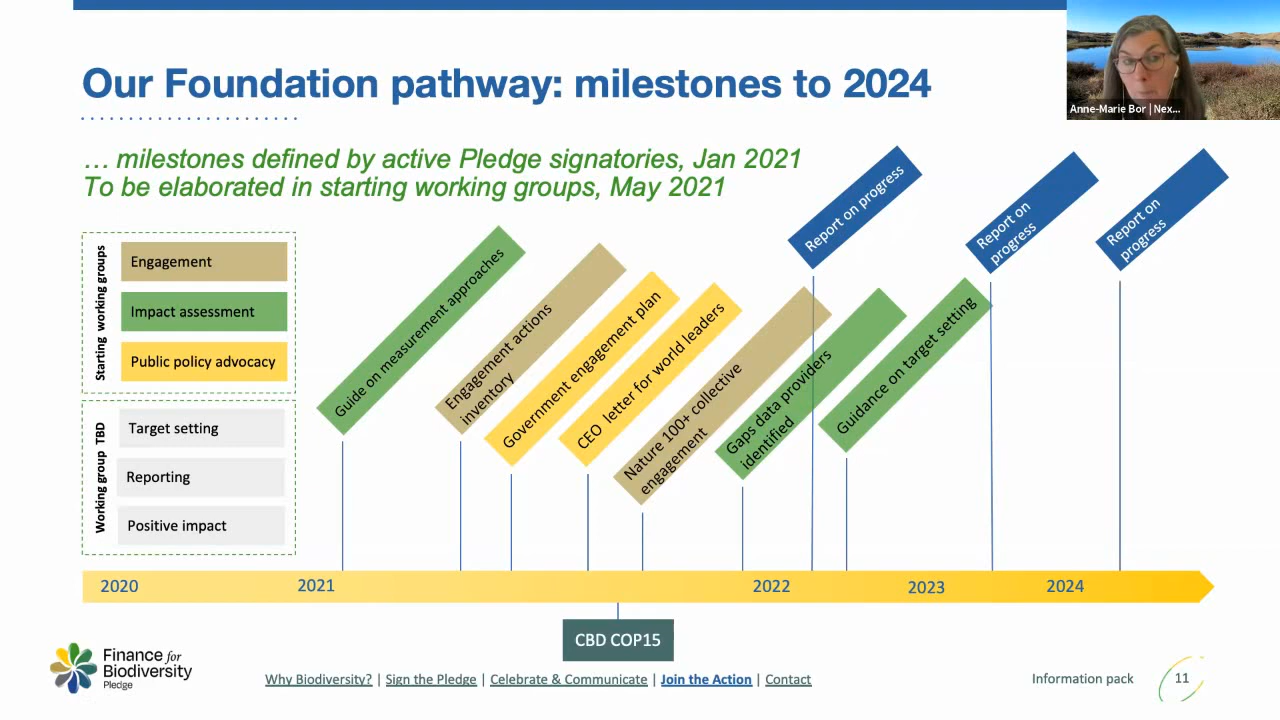 Our Foundation pathway: milestones to 2024
Anne-Marie Bor | Nex...
… milestones defined by active Pledge signatories, Jan 2021
To be elaborated in starting working groups, May 2021
Starting working groups
Engagement
Impact assessment
Public policy advocacy
Working group TBD
Target setting
Reporting
Positive impact
Guide on measurement approaches
Engagement actions
inventory
Government engagement plan
CEO letter for world leaders
Nature 100+ collective
engagement
Gaps data providers
identified
Guidance on target setting
Report on progress
Report on
progress
Report on
progress
2020
2021
2022
2023
2024
CBD COP15
Finance for
Biodiversity
Pledge
Why Biodiversity? | Sign the Pledge | Celebrate & Communicate | Join the Action | Contact
Information pack
11